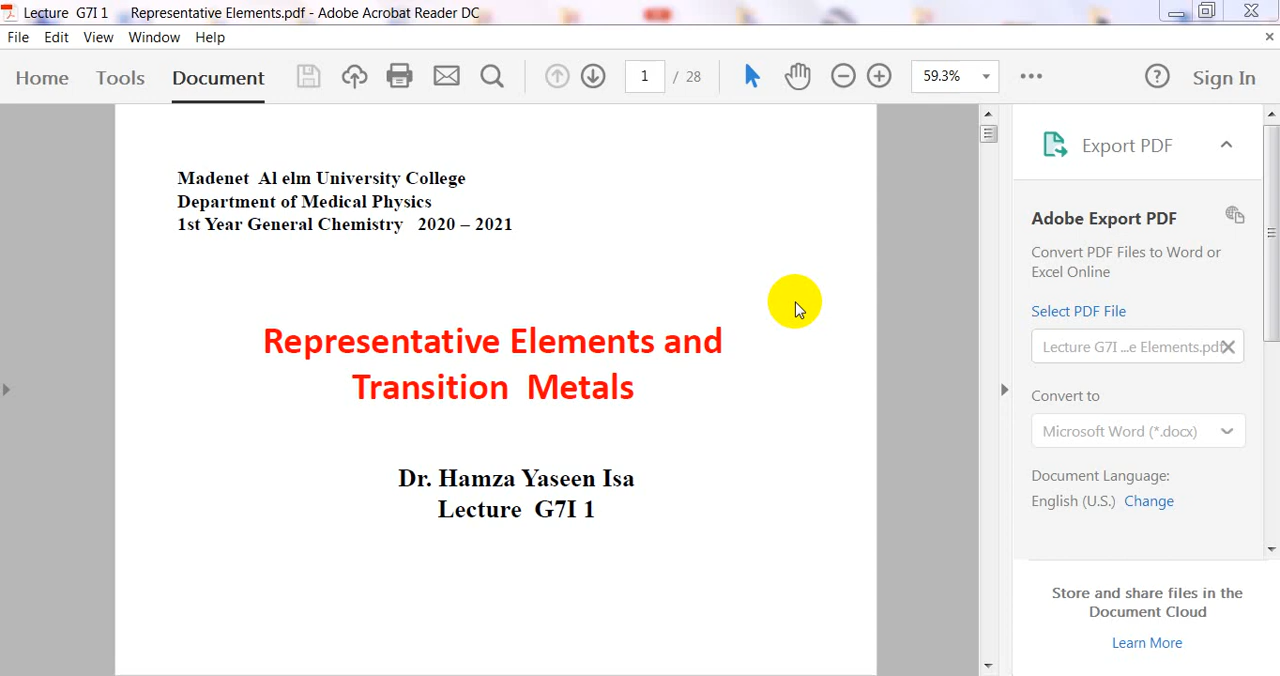 Lecture G7I 1 Representative Elements.pdf - Adobe Acrobat Reader DC
File Edit View Window Help
Home Tools Document 1 / 28 59.3% Sign In
Madenet Al elm University College
Department of Medical Physics
1st Year General Chemistry 2020 – 2021
Representative Elements and
Transition Metals
Dr. Hamza Yaseen Isa
Lecture G7I 1
Export PDF
Adobe Export PDF
Convert PDF Files to Word or
Excel Online
Select PDF File
Lecture G7I ...e Elements.pdf
Convert to
Microsoft Word (*.docx)
Document Language:
English (U.S.) Change
Store and share files in the
Document Cloud
Learn More